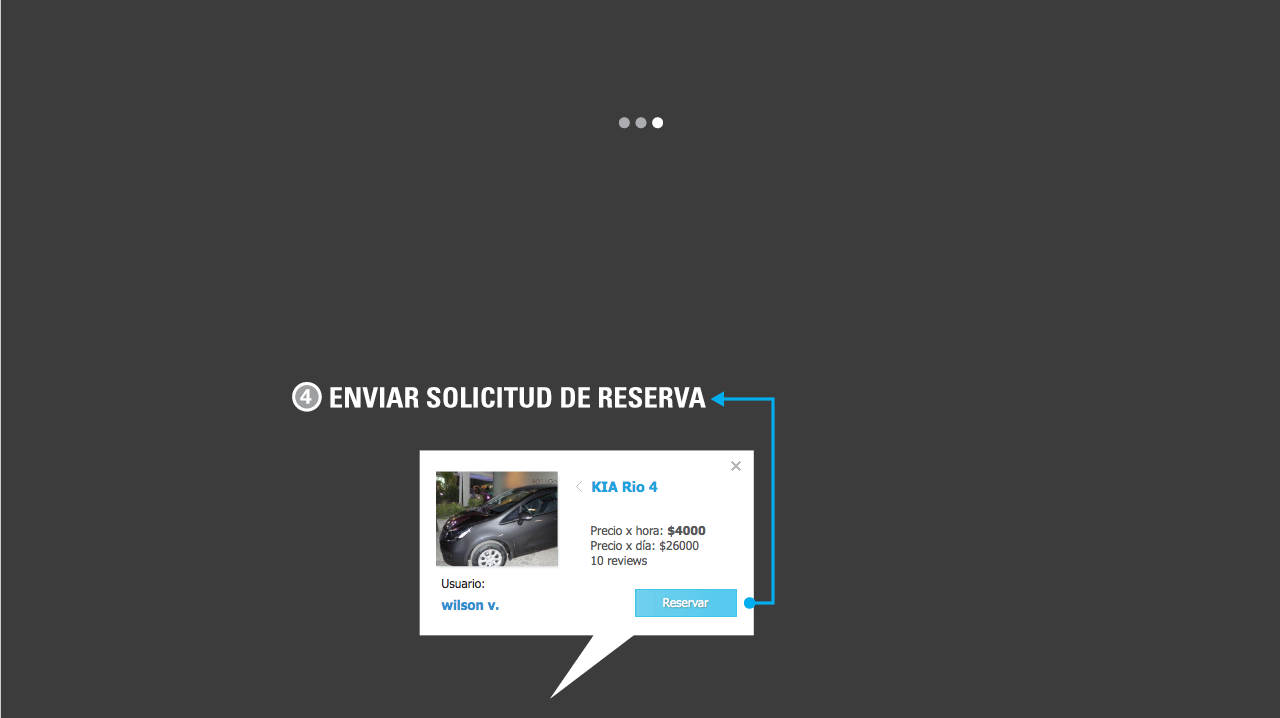 4 ENVIAR SOLICITUD DE RESERVA
KIA Rio 4
Precio x hora: $4000
Precio x día: $26000
10 reviews
Usuario:
wilson v.
Reservar